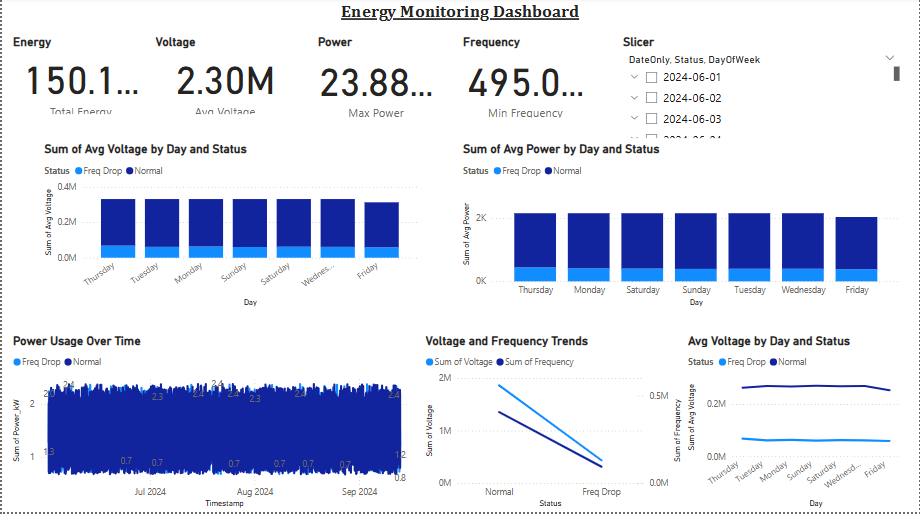 Energy Monitoring Dashboard
Energy
Voltage
Power
Frequency
Slicer
150.1...
Total Energy
2.30M
Avg Voltage
23.88...
Max Power
495.0...
Min Frequency
DateOnly, Status, DayOfWeek
2024-06-01
2024-06-02
2024-06-03
Sum of Avg Voltage by Day and Status
Status Freq Drop Normal
Sum of Avg Voltage
0.4M
0.2M
0.0M
Thursday Tuesday Monday Sunday Saturday Wednes... Friday
Day
Sum of Avg Power by Day and Status
Status Freq Drop Normal
Sum of Avg Power
2K
0K
Thursday Monday Saturday Sunday Tuesday Wednesday Friday
Day
Power Usage Over Time
Freq Drop Normal
Sum of Power_kW
2
1
2.4 2.3 2.4 2.4 2.4 2.3 2.4 2.4
0.7 0.7 0.7 0.7 0.7 0.7 1.2
0.8
Jul 2024 Aug 2024 Sep 2024
Timestamp
Voltage and Frequency Trends
Sum of Voltage Sum of Frequency
Sum of Voltage
2M
1M
0M
0.5M
0.0M
Sum of Frequency
Normal Freq Drop
Status
Avg Voltage by Day and Status
Status Freq Drop Normal
Sum of Avg Voltage
0.2M
0.0M
Thursday Tuesday Monday Sunday Saturday Wednesd... Friday
Day